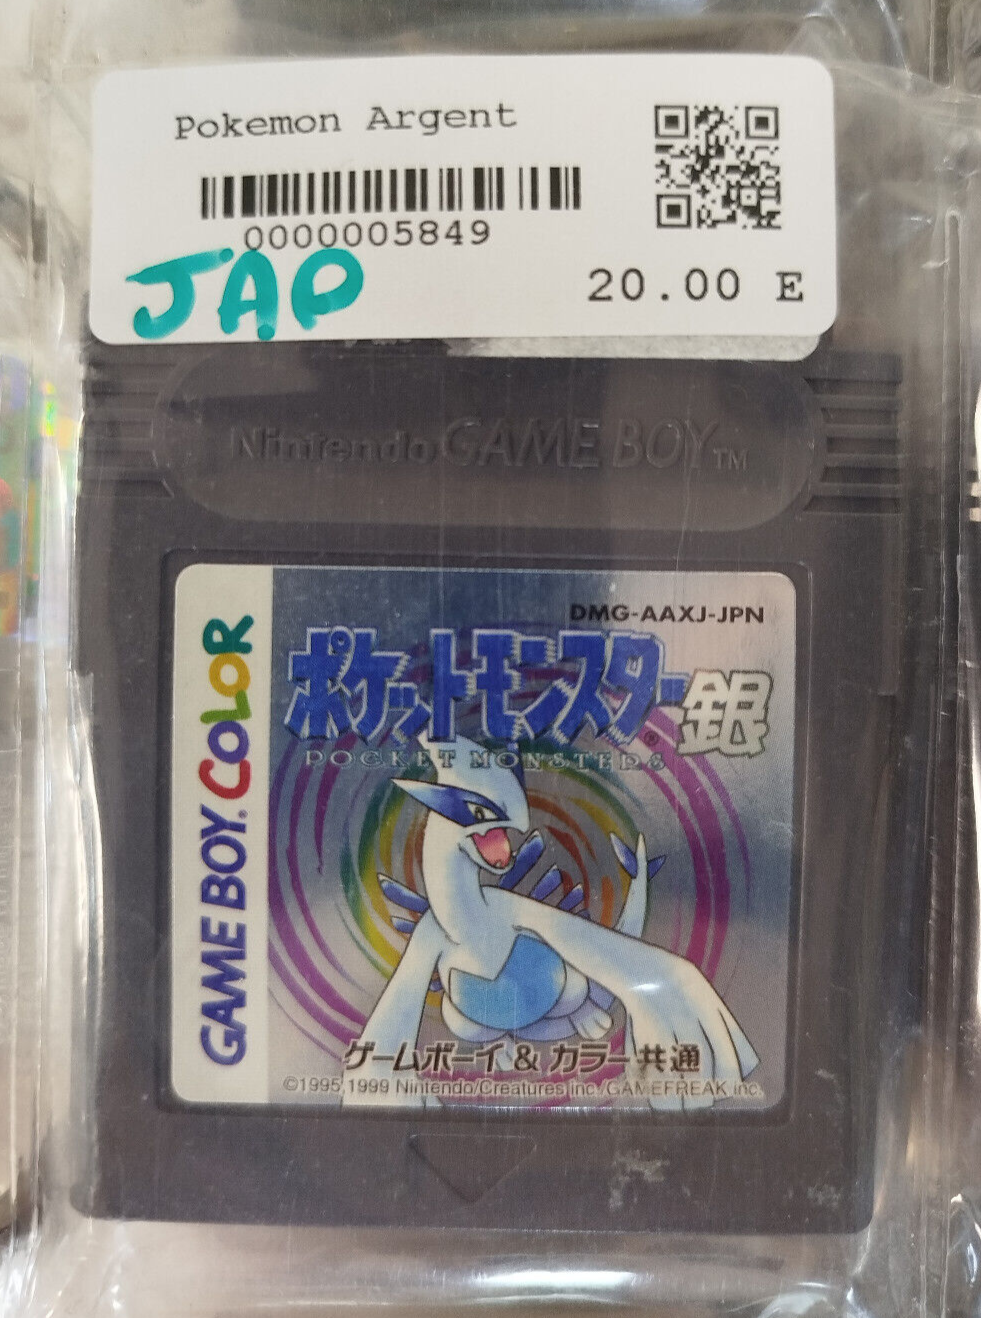 Pokemon Argent
0000005849
JAP
20.00 E
Nintendo GAME BOY TM
GAME BOY COLOR
DMG-AAXJ-JPN
ポケットモンスター銀
POCKET MONSTERS
ゲームボーイ & カラー 共通
©1995,1999 Nintendo/Creatures inc./GAMEFREAK inc.